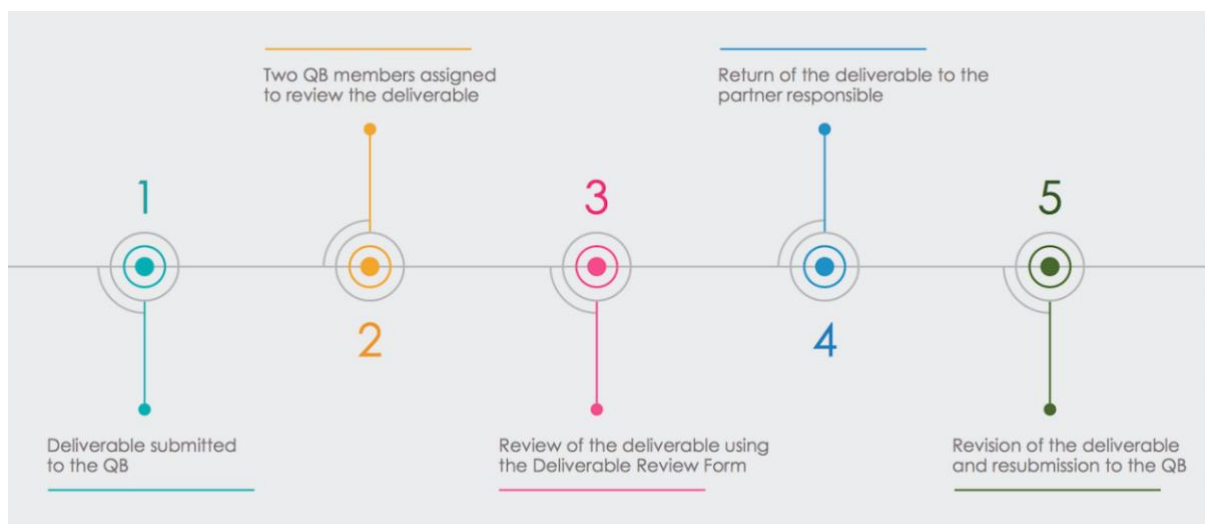 1
Deliverable submitted
to the QB
Two QB members assigned
to review the deliverable
2
3
Review of the deliverable using
the Deliverable Review Form
Return of the deliverable to the
partner responsible
4
5
Revision of the deliverable
and resubmission to the QB